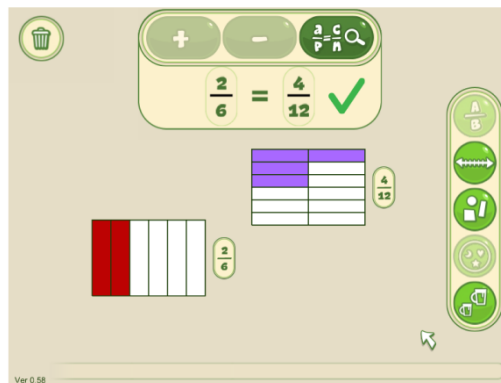 + - a/b = c/d
2/6 = 4/12
4/12
2/6
A/B
Ver 0.58